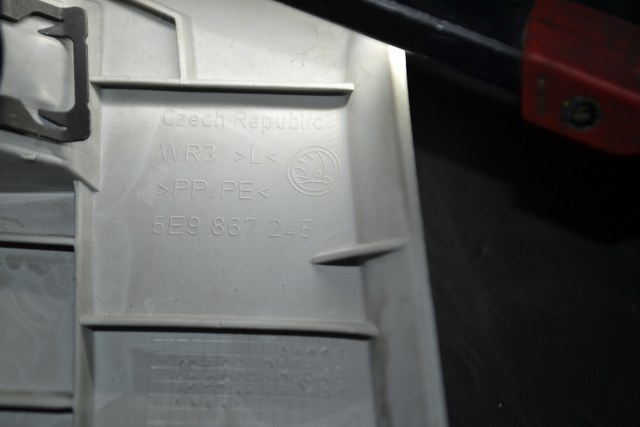 Czech Republic
WR3 >L<
>PP/PE<
5E9 867 245